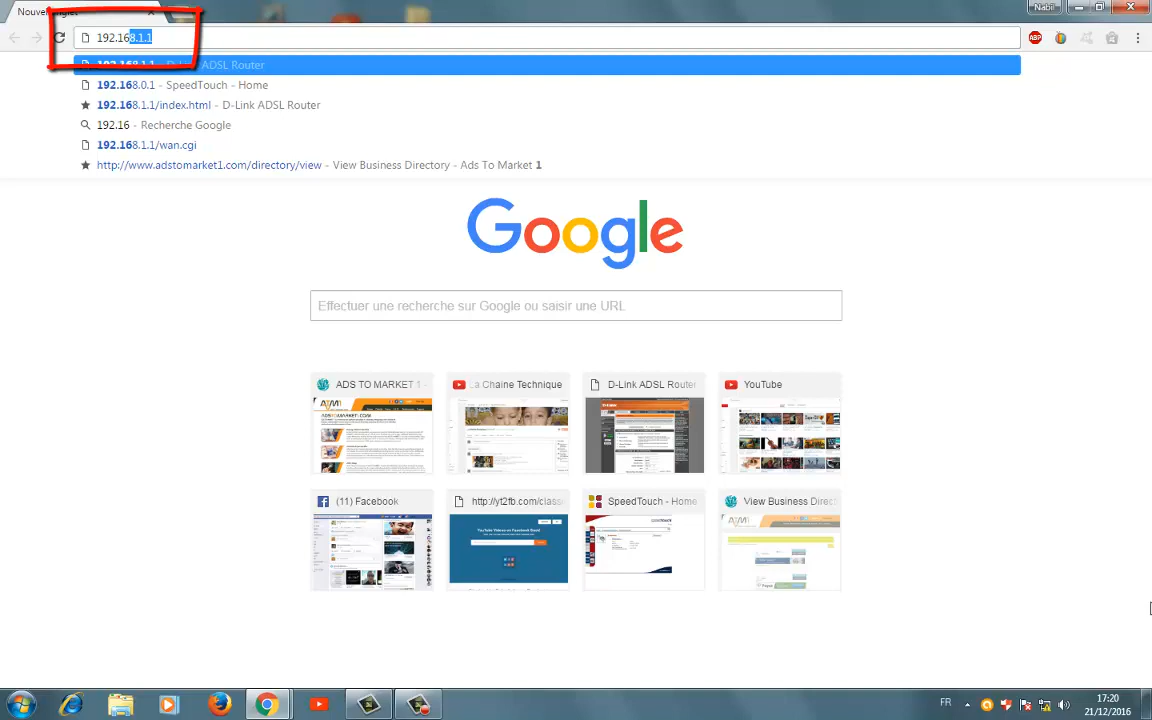 Nabil
192.168.1.1
192.168.1.1 - D-Link ADSL Router
192.168.0.1 - SpeedTouch - Home
192.168.1.1/index.html - D-Link ADSL Router
192.16 - Recherche Google
192.168.1.1/wan.cgi
http://www.adstomarket1.com/directory/view - View Business Directory - Ads To Market 1
ABP
Google
Effectuer une recherche sur Google ou saisir une URL
ADS TO MARKET 1 -
La Chaine Technique
D-Link ADSL Router
YouTube
(11) Facebook
http://yt2fb.com/class
SpeedTouch - Home
View Business Direct
FR
17:20
21/12/2016